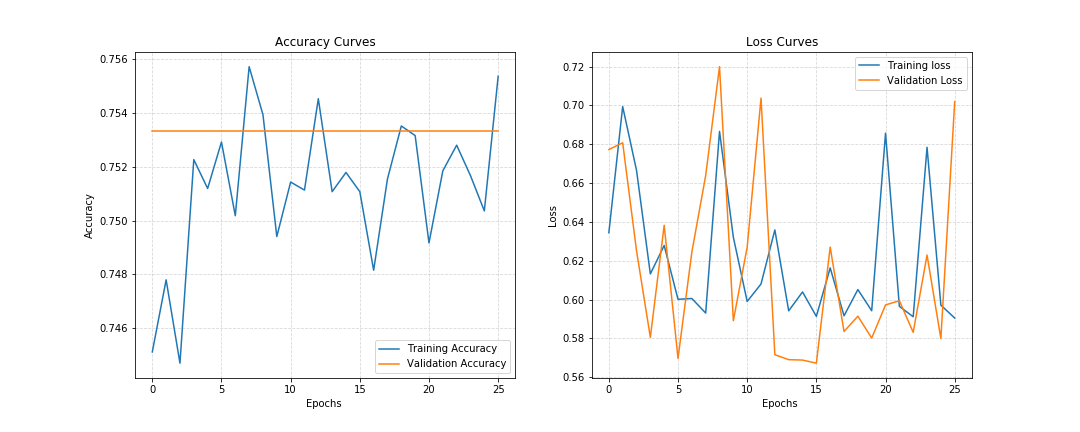 Accuracy Curves
0.756
0.754
0.752
0.750
0.748
0.746
Accuracy
0
5
10
15
20
25
Epochs
Training Accuracy
Validation Accuracy
Loss Curves
0.72
0.70
0.68
0.66
0.64
0.62
0.60
0.58
0.56
Loss
0
5
10
15
20
25
Epochs
Training loss
Validation Loss